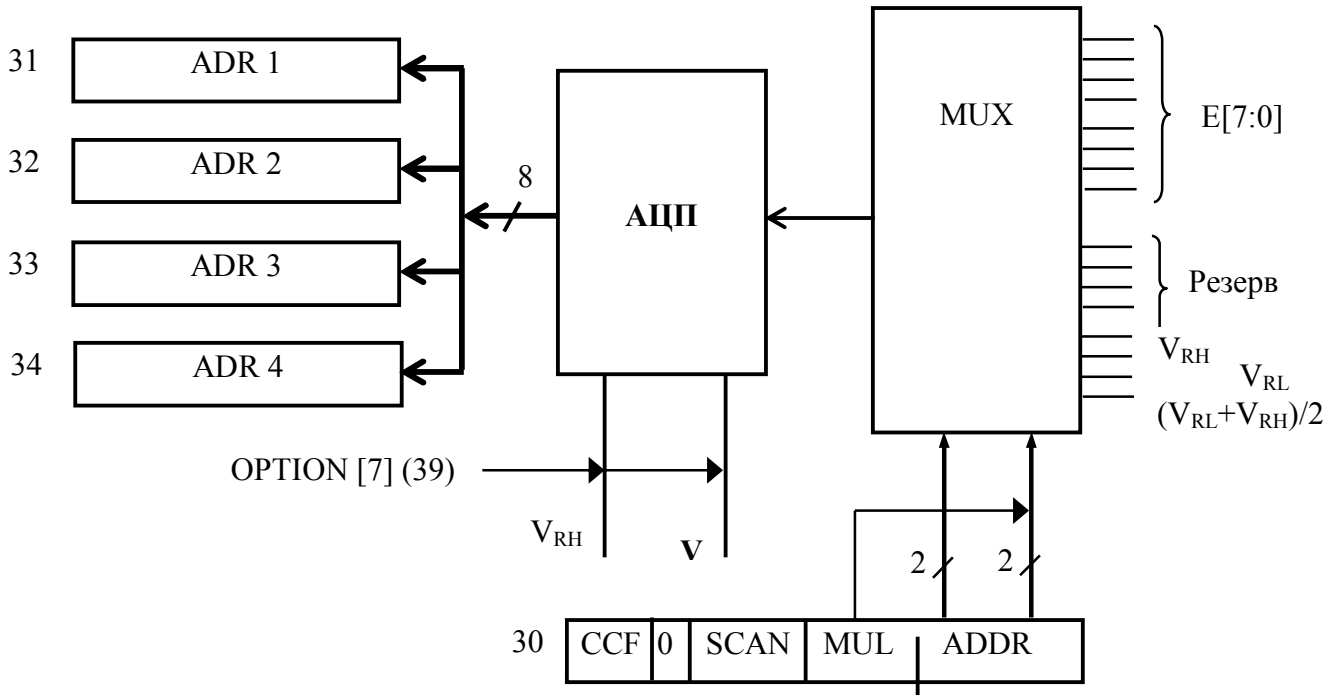 31
ADR 1
32
ADR 2
33
ADR 3
34
ADR 4
8
АЦП
MUX
E[7:0]
Резерв
V_RH
V_RL
(V_RL+V_RH)/2
OPTION [7] (39)
V_RH
V
2
2
30
CCF
0
SCAN
MUL
ADDR